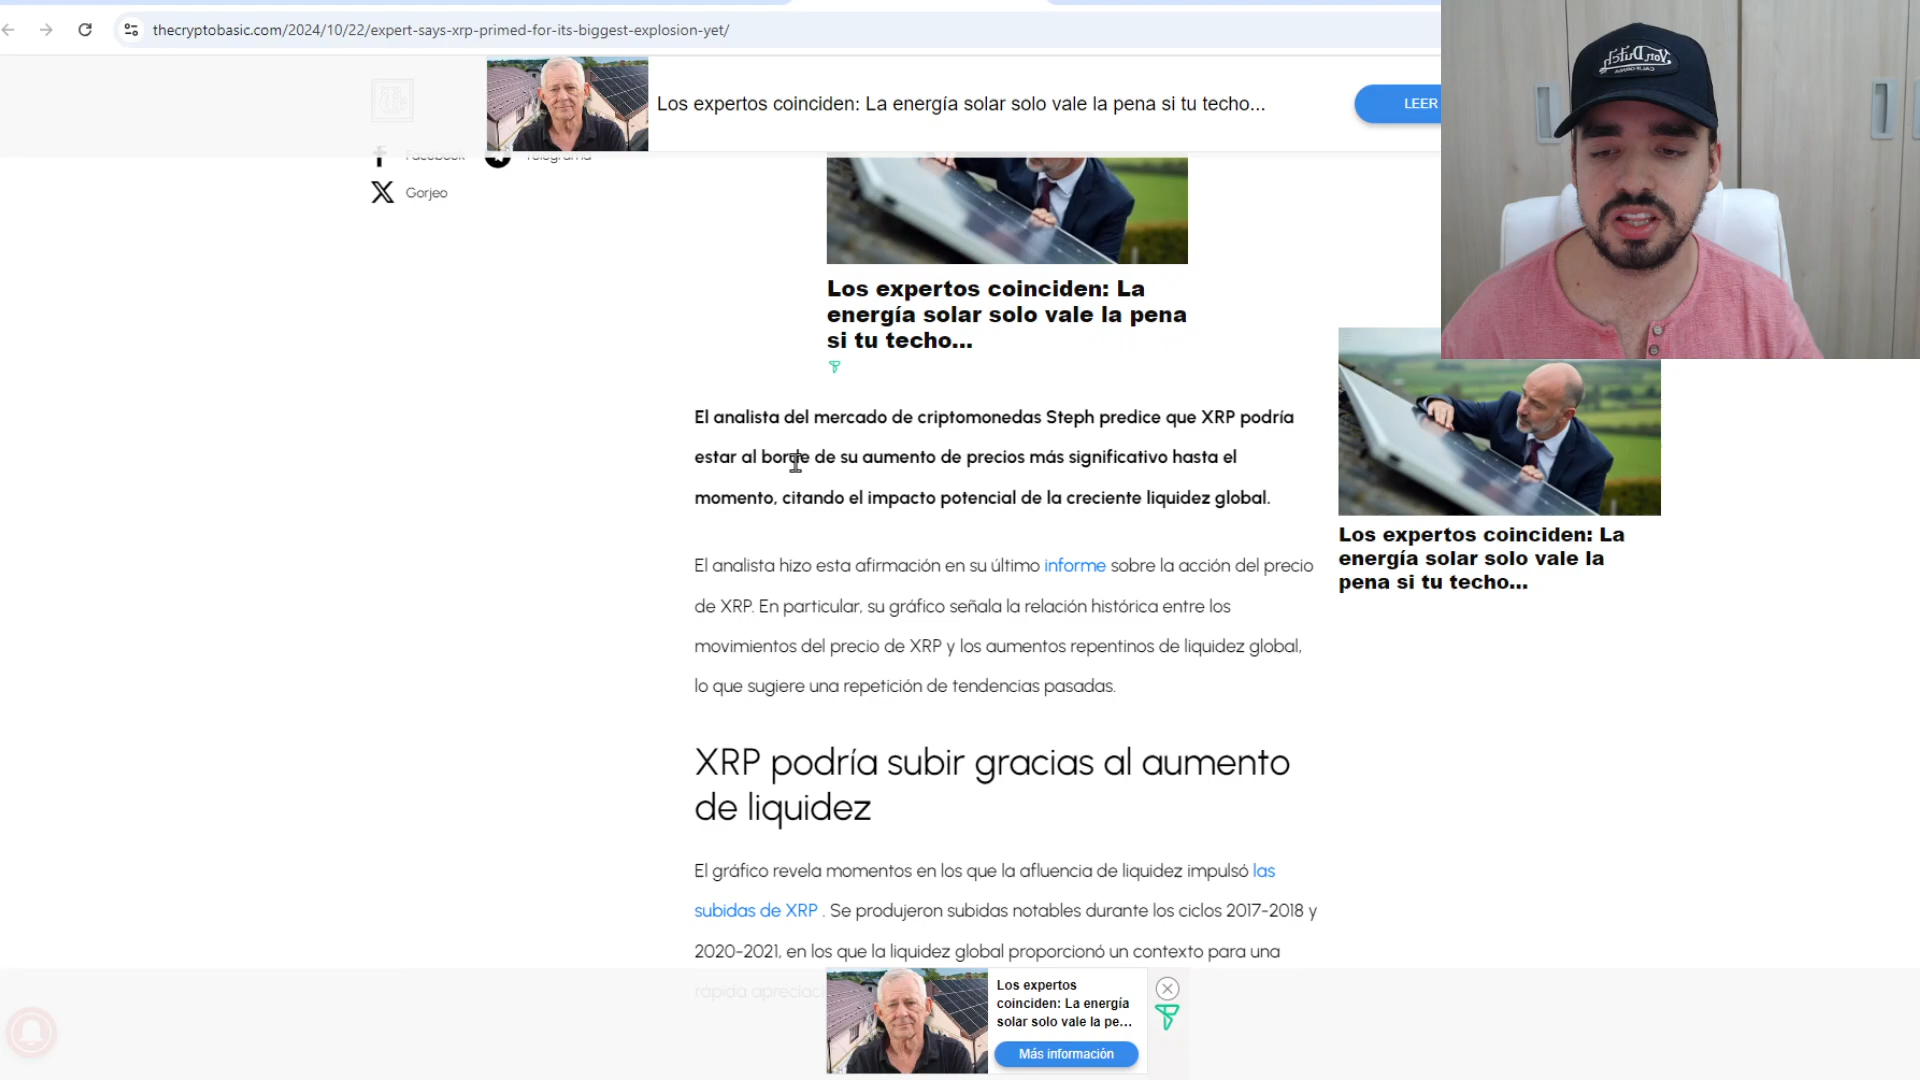 thecryptobasic.com/2024/10/22/expert-says-xrp-primed-for-its-biggest-explosion-yet/
Los expertos coinciden: La energía solar solo vale la pena si tu techo...
LEER
Facebook
Telegrama
Gorjeo
Los expertos coinciden: La
energía solar solo vale la pena
si tu techo...
El analista del mercado de criptomonedas Steph predice que XRP podría
estar al borde de su aumento de precios más significativo hasta el
momento, citando el impacto potencial de la creciente liquidez global.
El analista hizo esta afirmación en su último informe sobre la acción del precio
de XRP. En particular, su gráfico señala la relación histórica entre los
movimientos del precio de XRP y los aumentos repentinos de liquidez global,
lo que sugiere una repetición de tendencias pasadas.
XRP podría subir gracias al aumento
de liquidez
El gráfico revela momentos en los que la afluencia de liquidez impulsó las
subidas de XRP . Se produjeron subidas notables durante los ciclos 2017-2018 y
2020-2021, en los que la liquidez global proporcionó un contexto para una
rápida
Los expertos coinciden: La
energía solar solo vale la
pena si tu techo...
Los expertos
coinciden: La energía
solar solo vale la pe...
Más información
Von Dutch
CALIFORNIA